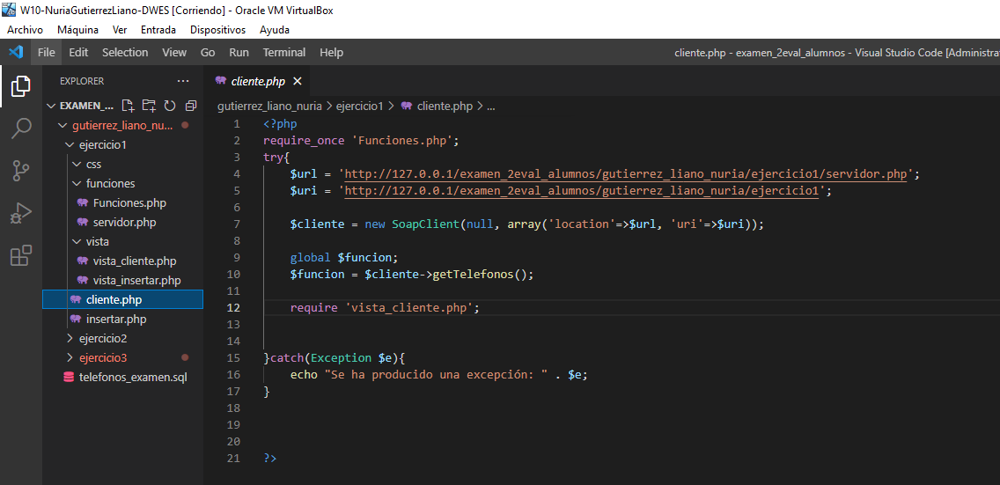 W10-NuriaGutierrezLiano-DWES [Corriendo] - Oracle VM VirtualBox
Archivo Máquina Ver Entrada Dispositivos Ayuda
File Edit Selection View Go Run Terminal Help cliente.php - examen_2eval_alumnos - Visual Studio Code [Administrat
EXPLORER ...
EXAMEN_...
gutierrez_liano_nu...
ejercicio1
css
funciones
Funciones.php
servidor.php
vista
vista_cliente.php
vista_insertar.php
cliente.php
insertar.php
ejercicio2
ejercicio3
telefonos_examen.sql
cliente.php
gutierrez_liano_nuria > ejercicio1 > cliente.php > ...
1 <?php
2 require_once 'Funciones.php';
3 try{
4 $url = 'http://127.0.0.1/examen_2eval_alumnos/gutierrez_liano_nuria/ejercicio1/servidor.php';
5 $uri = 'http://127.0.0.1/examen_2eval_alumnos/gutierrez_liano_nuria/ejercicio1';
6
7 $cliente = new SoapClient(null, array('location'=>$url, 'uri'=>$uri));
8
9 global $funcion;
10 $funcion = $cliente->getTelefonos();
11
12 require 'vista_cliente.php';
13
14
15 }catch(Exception $e){
16 echo "Se ha producido una excepción: " . $e;
17 }
18
19
20
21 ?>